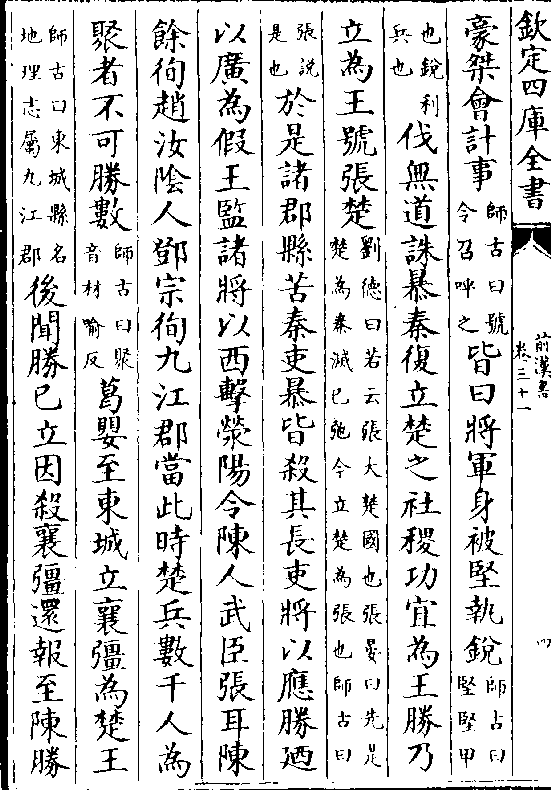 欽定四庫全書
前漢書
卷三十一
四
豪桀會計事師古曰號令召呼之皆曰將軍身被堅執銳師古曰堅堅甲
也銳利兵也伐無道誅暴秦復立楚之社稷功宜為王勝乃
立為王號張楚劉德曰若云張大楚國也張晏曰先是楚為秦滅已弛今立楚為張也師古曰
張說是也於是諸郡縣苦秦吏暴皆殺其長吏將以應勝廼
以廣為假王監諸將以西擊滎陽令陳人武臣張耳陳
餘徇趙汝陰人鄧宗徇九江郡當此時楚兵數千人為
聚者不可勝數師古曰聚音材喻反葛嬰至東城立襄彊為楚王
師古曰東城縣名地理志屬九江郡後聞勝已立因殺襄彊還報至陳勝